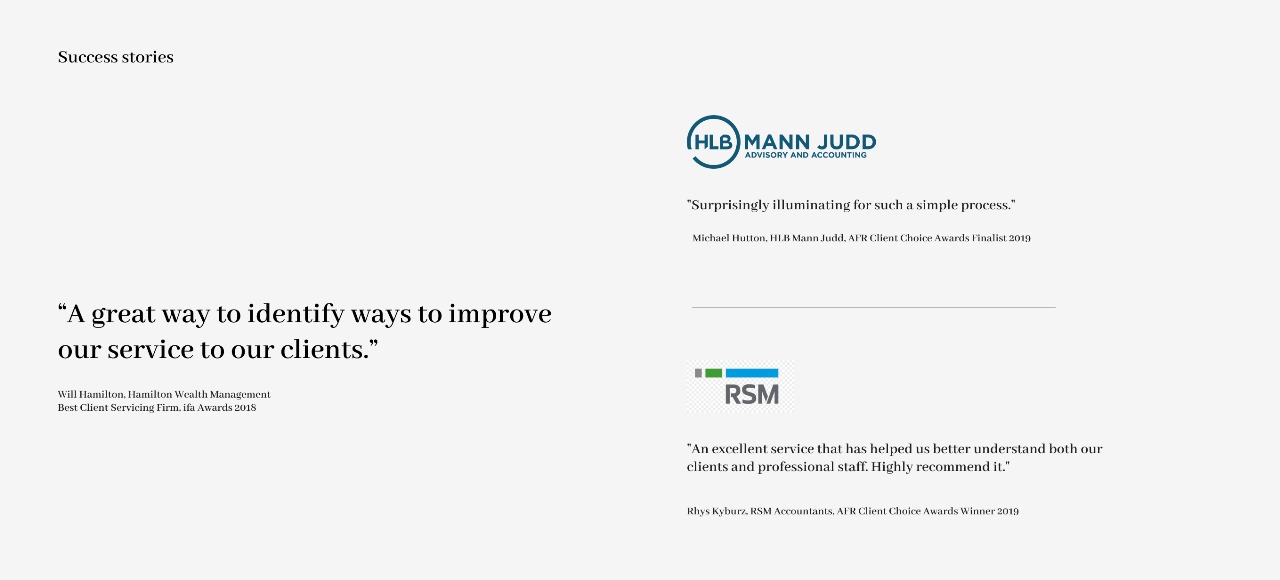 Success stories
“A great way to identify ways to improve
our service to our clients.”
Will Hamilton, Hamilton Wealth Management
Best Client Servicing Firm, ifa Awards 2018
HLB MANN JUDD
ADVISORY AND ACCOUNTING
"Surprisingly illuminating for such a simple process."
Michael Hutton, HLB Mann Judd, AFR Client Choice Awards Finalist 2019
RSM
"An excellent service that has helped us better understand both our
clients and professional staff. Highly recommend it."
Rhys Kyburz, RSM Accountants, AFR Client Choice Awards Winner 2019